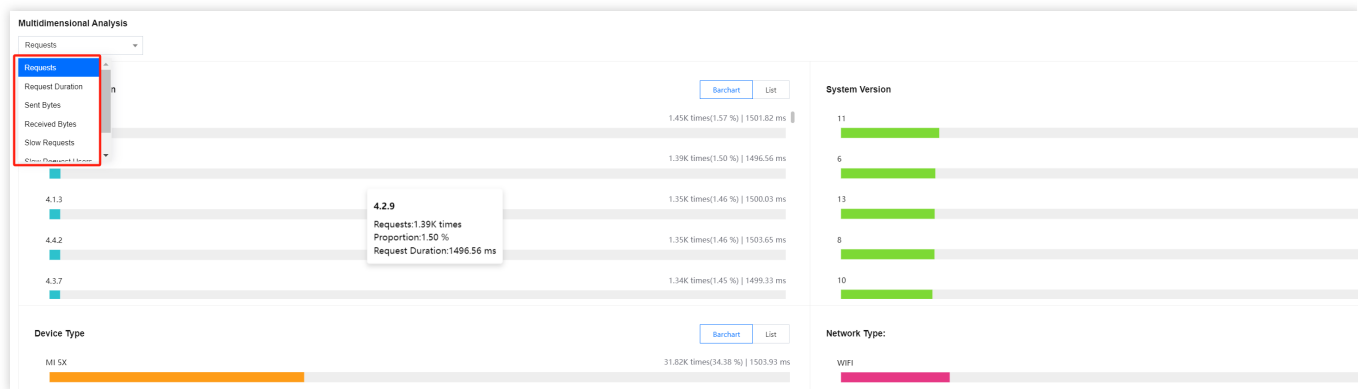 Multidimensional Analysis
Requests
Requests
Request Duration
Sent Bytes
Received Bytes
Slow Requests
Slow Request Users
Barchart
List
1.45K times(1.57 %) | 1501.82 ms
1.39K times(1.50 %) | 1496.56 ms
4.1.3
1.35K times(1.46 %) | 1500.03 ms
4.4.2
1.35K times(1.46 %) | 1503.65 ms
4.3.7
1.34K times(1.45 %) | 1499.33 ms
4.2.9
Requests:1.39K times
Proportion:1.50 %
Request Duration:1496.56 ms
System Version
11
6
13
8
10
Device Type
Barchart
List
MI 5X
31.82K times(34.38 %) | 1503.93 ms
Network Type:
WIFI